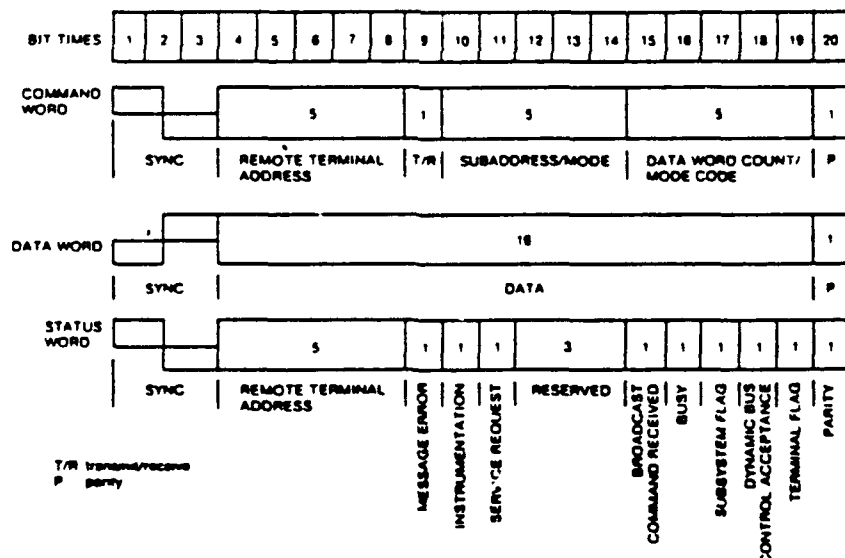 BIT TIMES 1 2 3 4 5 6 7 8 9 10 11 12 13 14 15 16 17 18 19 20
COMMAND WORD
5 1 5 5 1
SYNC REMOTE TERMINAL ADDRESS T/R SUBADDRESS/MODE DATA WORD COUNT/ MODE CODE P
DATA WORD
16 1
SYNC DATA P
STATUS WORD
5 1 1 1 3 1 1 1 1 1 1
SYNC REMOTE TERMINAL ADDRESS
MESSAGE ERROR
INSTRUMENTATION
SERVICE REQUEST
RESERVED
BROADCAST COMMAND RECEIVED
BUSY
SUBSYSTEM FLAG
DYNAMIC BUS CONTROL ACCEPTANCE
TERMINAL FLAG
PARITY
T/R transmit/receive
P parity